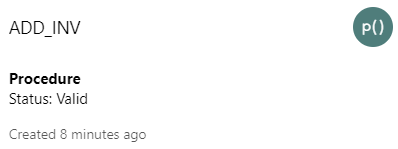 ADD_INV
p()
Procedure
Status: Valid
Created 8 minutes ago